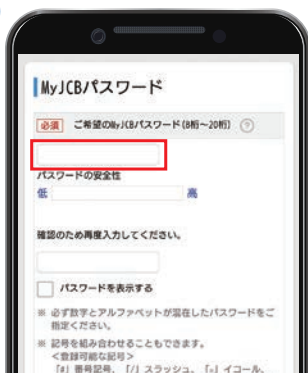 MyJCBパスワード
必須 ご希望のMyJCBパスワード(8桁～20桁) ?
パスワードの安全性
低 高
確認のため再度入力してください。
パスワードを表示する
※ 必ず数字とアルファベットが混在したパスワードをご
指定ください。
※ 記号を組み合わせることもできます。
＜登録可能な記号＞
「#」番号記号、「/」スラッシュ、「=」イコール、